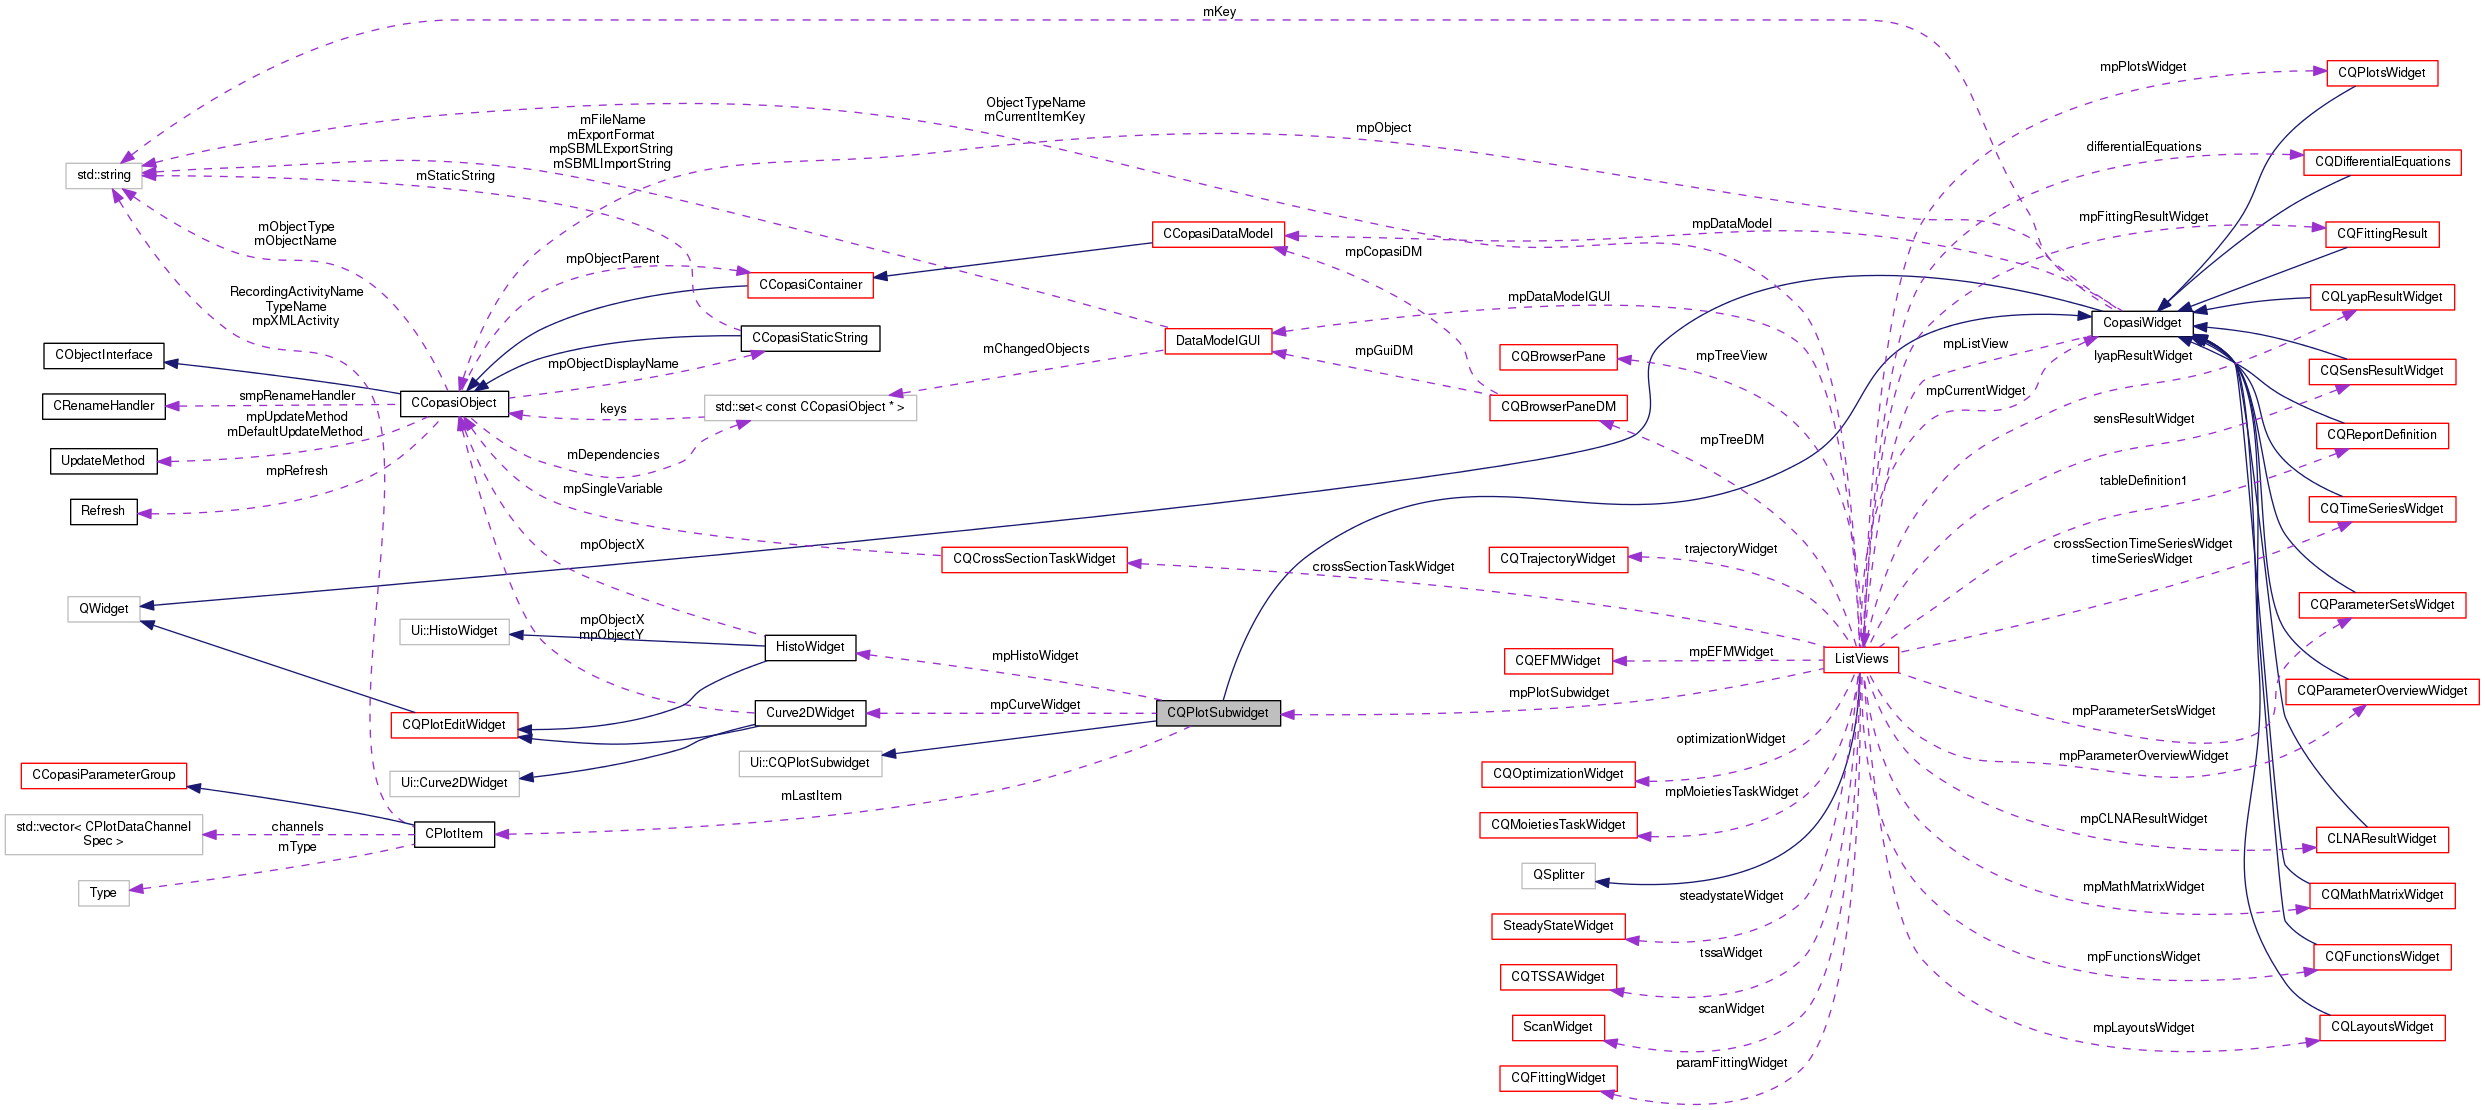 mKey
mpPlotsWidget
CQPlotsWidget
ObjectTypeName
mCurrentItemKey
mFileName
mExportFormat
mpSBMLExportString
mSBMLImportString
mpObject
differentialEquations
CQDifferentialEquations
std::string
mStaticString
mObjectType
mObjectName
CCopasiDataModel
mpDataModel
mpFittingResultWidget
CQFittingResult
mpObjectParent
mpCopasiDM
CCopasiContainer
RecordingActivityName
TypeName
mpXMLActivity
mpDataModelGUI
CQLyapResultWidget
CopasiWidget
CCopasiStaticString
DataModelGUI
mpListView
lyapResultWidget
CObjectInterface
mChangedObjects
mpGuiDM
CQBrowserPane
mpTreeView
mpObjectDisplayName
CQSensResultWidget
mpCurrentWidget
smpRenameHandler
CRenameHandler
CCopasiObject
keys
std::set< const CCopasiObject * >
CQBrowserPaneDM
mpUpdateMethod
mDefaultUpdateMethod
sensResultWidget
CQReportDefinition
mpTreeDM
UpdateMethod
mDependencies
mpRefresh
mpSingleVariable
tableDefinition1
Refresh
CQTimeSeriesWidget
mpObjectX
CQCrossSectionTaskWidget
crossSectionTaskWidget
CQTrajectoryWidget
trajectoryWidget
crossSectionTimeSeriesWidget
timeSeriesWidget
QWidget
CQParameterSetsWidget
Ui::HistoWidget
mpObjectX
mpObjectY
HistoWidget
mpHistoWidget
CQEFMWidget
mpEFMWidget
ListViews
mpPlotSubwidget
CQParameterOverviewWidget
CQPlotEditWidget
Curve2DWidget
mpCurveWidget
CQPlotSubwidget
mpParameterSetsWidget
optimizationWidget
mpParameterOverviewWidget
Ui::CQPlotSubwidget
CCopasiParameterGroup
Ui::Curve2DWidget
CQOptimizationWidget
mLastItem
mpMoietiesTaskWidget
mpCLNAResultWidget
std::vector< CPlotDataChannel
Spec >
channels
CPlotItem
CQMoietiesTaskWidget
CLNAResultWidget
mType
Type
QSplitter
steadystateWidget
mpMathMatrixWidget
CQMathMatrixWidget
SteadyStateWidget
tssaWidget
mpFunctionsWidget
CQFunctionsWidget
CQTSSAWidget
scanWidget
ScanWidget
mpLayoutsWidget
CQLayoutsWidget
paramFittingWidget
CQFittingWidget